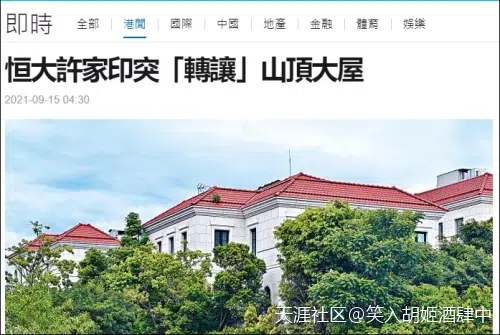 即時 全部 港聞 國際 中國 地產 金融 體育 娛樂
恒大許家印突「轉讓」山頂大屋
2021-09-15 04:30
天涯社区@笑入胡姬酒肆中